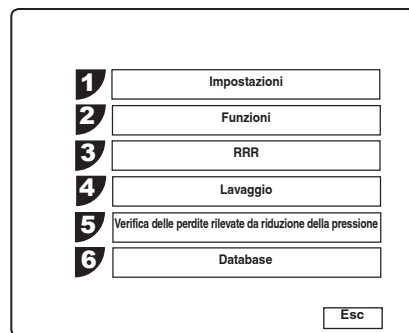 1 Impostazioni
2 Funzioni
3 RRR
4 Lavaggio
5 Verifica delle perdite rilevate da riduzione della pressione
6 Database
Esc